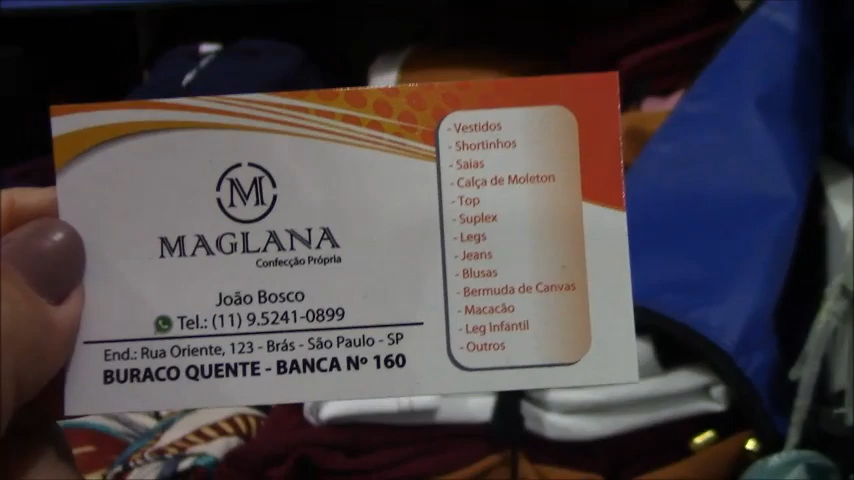 M
MAGLANA
Confecção Própria
João Bosco
Tel.: (11) 9.5241-0899
End.: Rua Oriente, 123 - Brás - São Paulo - SP
BURACO QUENTE - BANCA Nº 160
- Vestidos
- Shortinhos
- Saias
- Calça de Moleton
- Top
- Suplex
- Legs
- Jeans
- Blusas
- Bermuda de Canvas
- Macacão
- Leg Infantil
- Outros